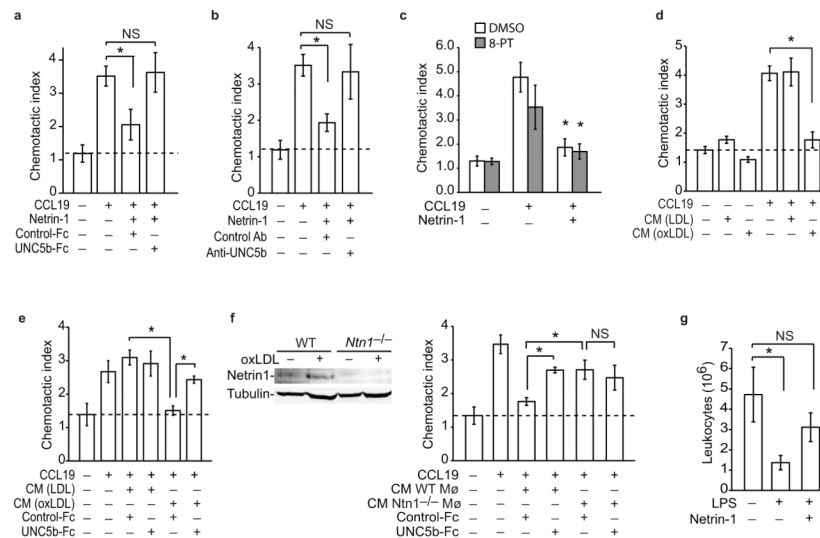 a
NS
*
Chemotactic index
4
3
2
1
0
CCL19 – + + +
Netrin-1 – – + +
Control-Fc – – + –
UNC5b-Fc – – – +
b
NS
*
Chemotactic index
4
3
2
1
0
CCL19 – + + +
Netrin-1 – – + +
Control Ab – – + –
Anti-UNC5b – – – +
c
DMSO
8-PT
Chemotactic index
6.0
5.0
4.0
3.0
2.0
1.0
0
* *
CCL19 – + +
Netrin-1 – – +
d
*
Chemotactic index
5
4
3
2
1
0
CCL19 – – – + + +
CM (LDL) – + – – + –
CM (oxLDL) – – + – – +
e
*
*
Chemotactic index
4
3
2
1
0
CCL19 – + + + + +
CM (LDL) – – + + – –
CM (oxLDL) – – – – + +
Control-Fc – – + – + –
UNC5b-Fc – – – + – +
f
WT Ntn1–/–
oxLDL – + – +
Netrin1-
Tubulin-
NS
*
*
Chemotactic index
4
3
2
1
0
CCL19 – + + + + +
CM WT Mø – – + + – –
CM Ntn1–/– Mø – – – – + +
Control-Fc – – + – + –
UNC5b-Fc – – – + – +
g
NS
*
Leukocytes (10⁶)
7
6
5
4
3
2
1
0
LPS – + +
Netrin-1 – – +